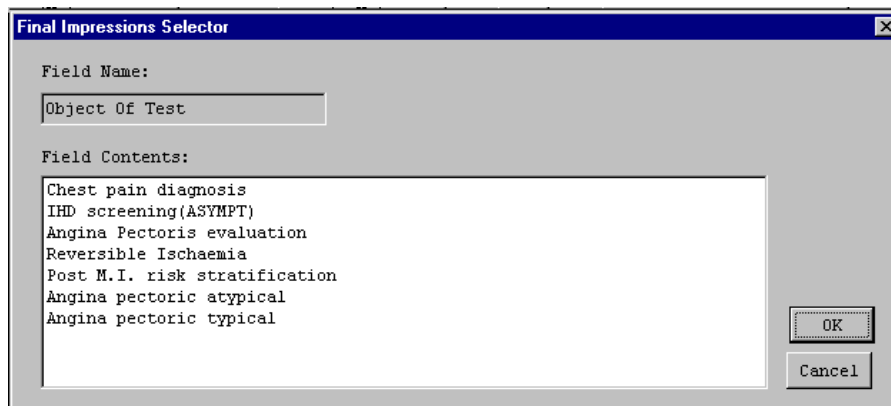 Final Impressions Selector
Field Name:
Object Of Test
Field Contents:
Chest pain diagnosis
IHD screening(ASYMPT)
Angina Pectoris evaluation
Reversible Ischaemia
Post M.I. risk stratification
Angina pectoric atypical
Angina pectoric typical
OK
Cancel